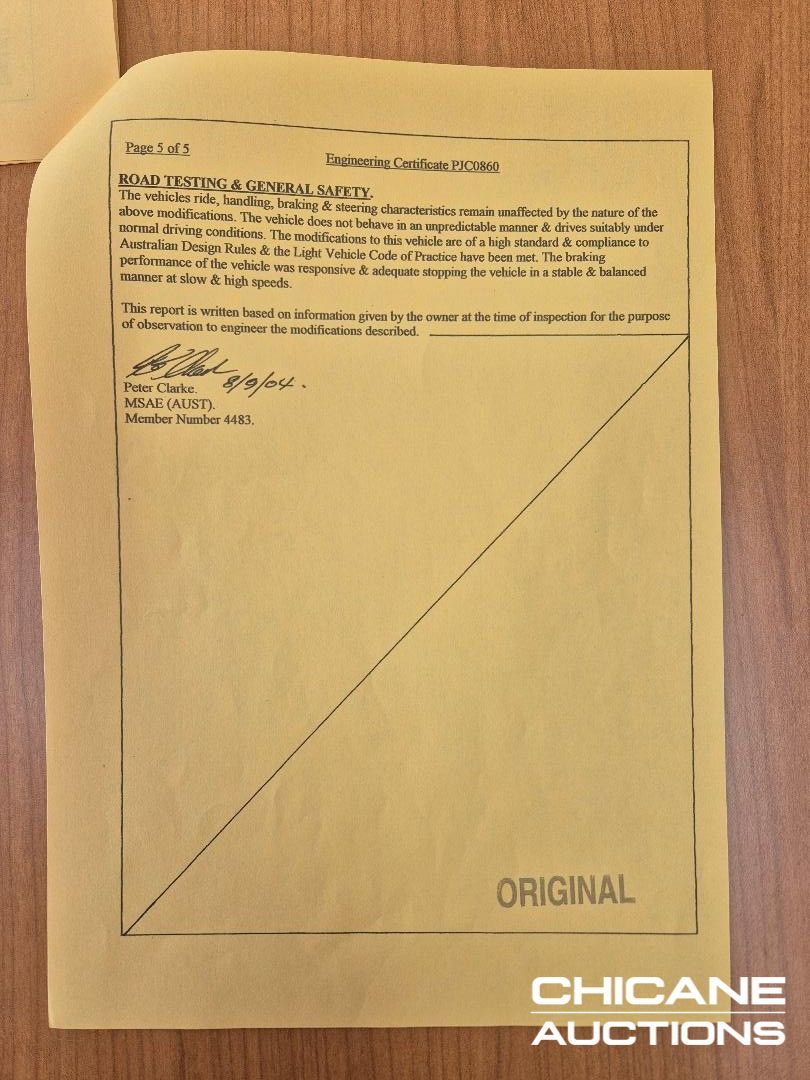 Page 5 of 5
Engineering Certificate PJC0860
ROAD TESTING & GENERAL SAFETY.
The vehicles ride, handling, braking & steering characteristics remain unaffected by the nature of the
above modifications. The vehicle does not behave in an unpredictable manner & drives suitably under
normal driving conditions. The modifications to this vehicle are of a high standard & compliance to
Australian Design Rules & the Light Vehicle Code of Practice have been met. The braking
performance of the vehicle was responsive & adequate stopping the vehicle in a stable & balanced
manner at slow & high speeds.
This report is written based on information given by the owner at the time of inspection for the purpose
of observation to engineer the modifications described.
8/9/04.
Peter Clarke.
MSAE (AUST).
Member Number 4483.
ORIGINAL
CHICANE
AUCTIONS